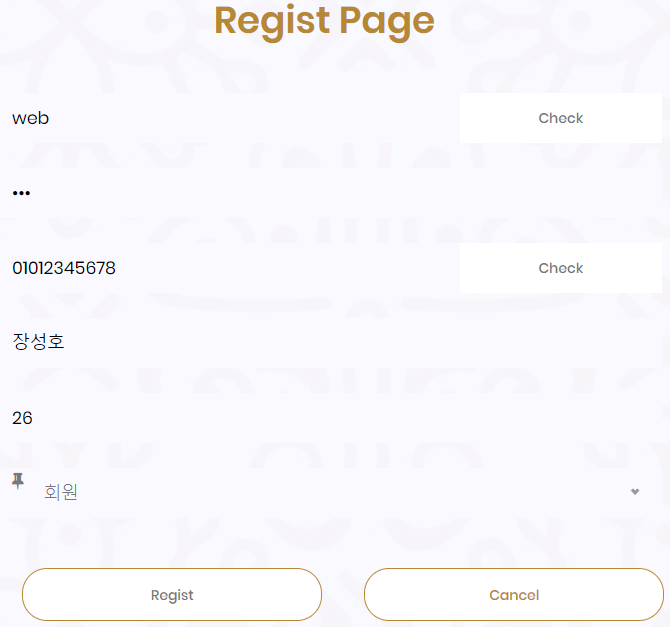 Regist Page
web Check
•••
01012345678 Check
장성호
26
회원
Regist Cancel